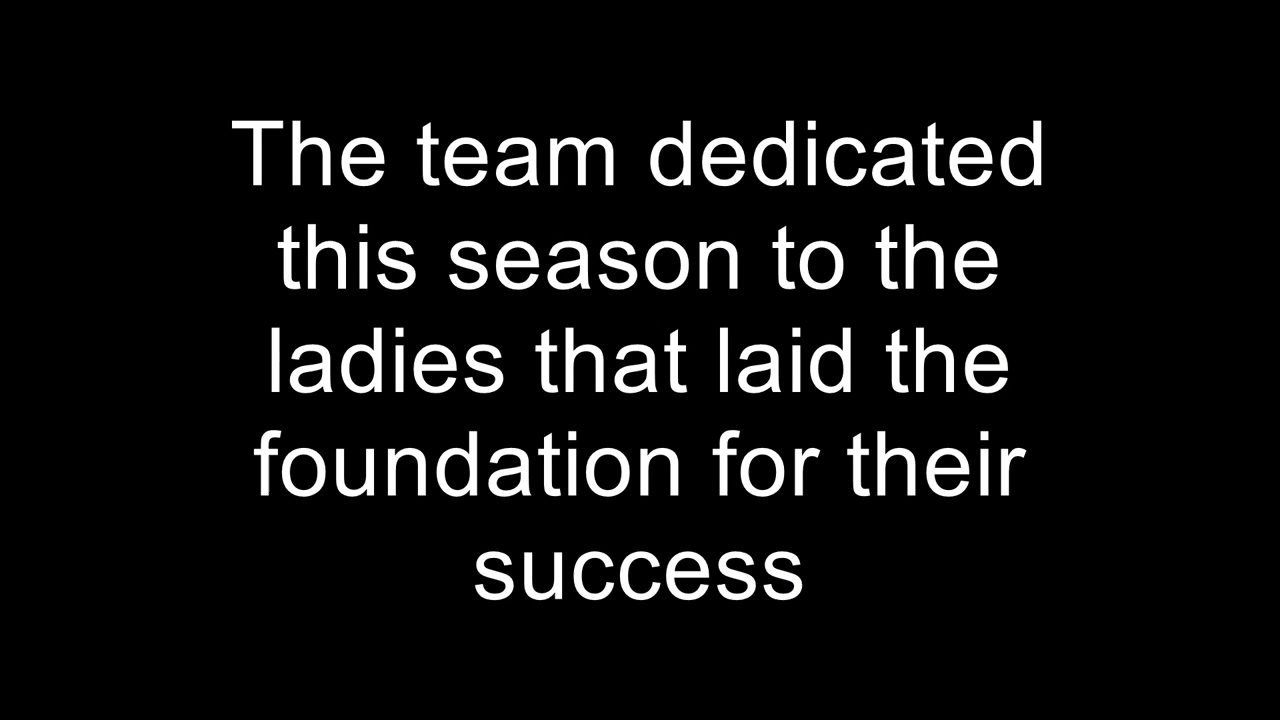 The team dedicated
this season to the
ladies that laid the
foundation for their
success